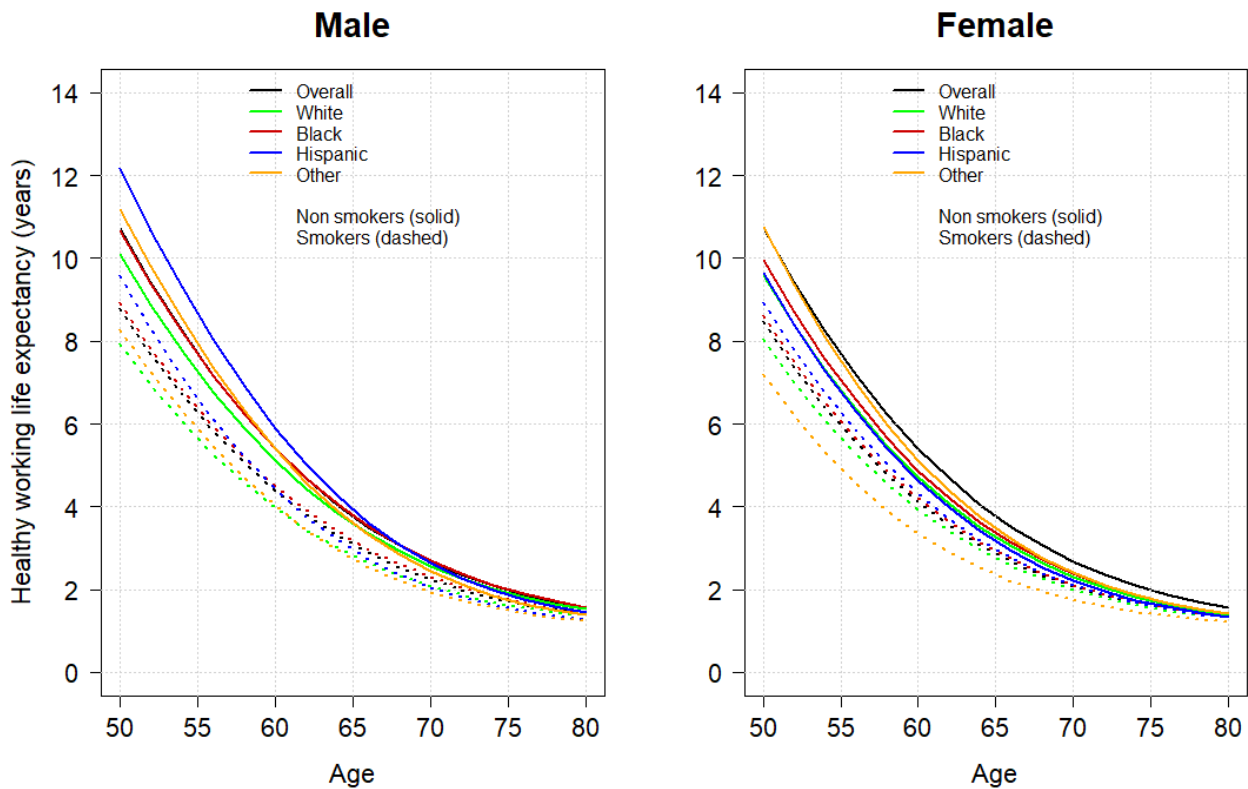 Male
Healthy working life expectancy (years)
14
12
10
8
6
4
2
0
Overall
White
Black
Hispanic
Other
Non smokers (solid)
Smokers (dashed)
50 55 60 65 70 75 80
Age
Female
14
12
10
8
6
4
2
0
Overall
White
Black
Hispanic
Other
Non smokers (solid)
Smokers (dashed)
50 55 60 65 70 75 80
Age